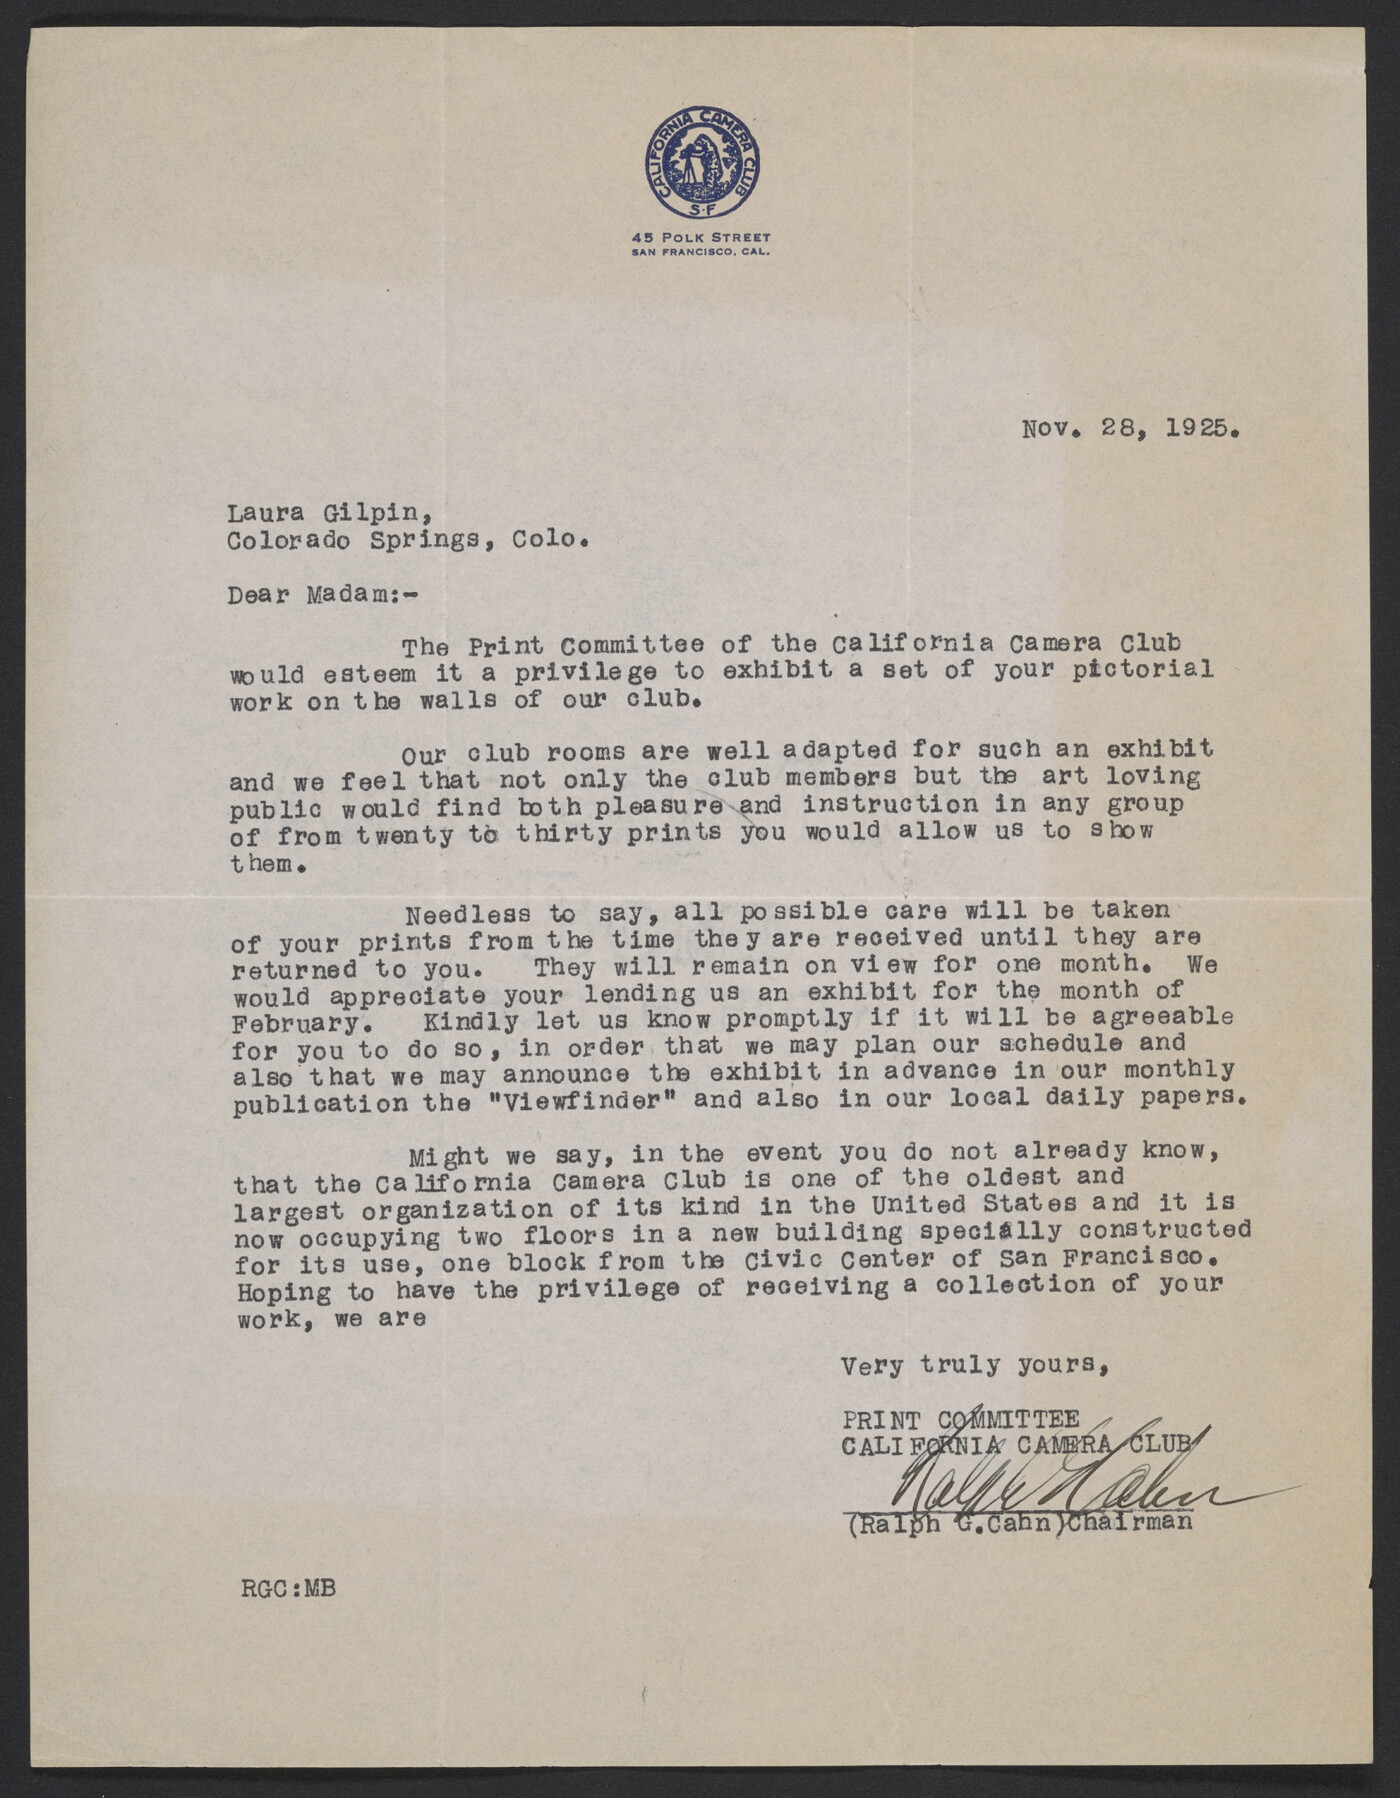 CALIFORNIA CAMERA CLUB
S·F
45 POLK STREET
SAN FRANCISCO, CAL.
Nov. 28, 1925.
Laura Gilpin,
Colorado Springs, Colo.
Dear Madam:-
The Print Committee of the California Camera Club
would esteem it a privilege to exhibit a set of your pictorial
work on the walls of our club.
Our club rooms are well adapted for such an exhibit
and we feel that not only the club members but the art loving
public would find both pleasure and instruction in any group
of from twenty to thirty prints you would allow us to show
them.
Needless to say, all possible care will be taken
of your prints from the time they are received until they are
returned to you. They will remain on view for one month. We
would appreciate your lending us an exhibit for the month of
February. Kindly let us know promptly if it will be agreeable
for you to do so, in order that we may plan our schedule and
also that we may announce the exhibit in advance in our monthly
publication the "Viewfinder" and also in our local daily papers.
Might we say, in the event you do not already know,
that the California Camera Club is one of the oldest and
largest organization of its kind in the United States and it is
now occupying two floors in a new building specially constructed
for its use, one block from the Civic Center of San Francisco.
Hoping to have the privilege of receiving a collection of your
work, we are
Very truly yours,
PRINT COMMITTEE
CALIFORNIA CAMERA CLUB
Ralph G Cahn
(Ralph G.Cahn)Chairman
RGC:MB